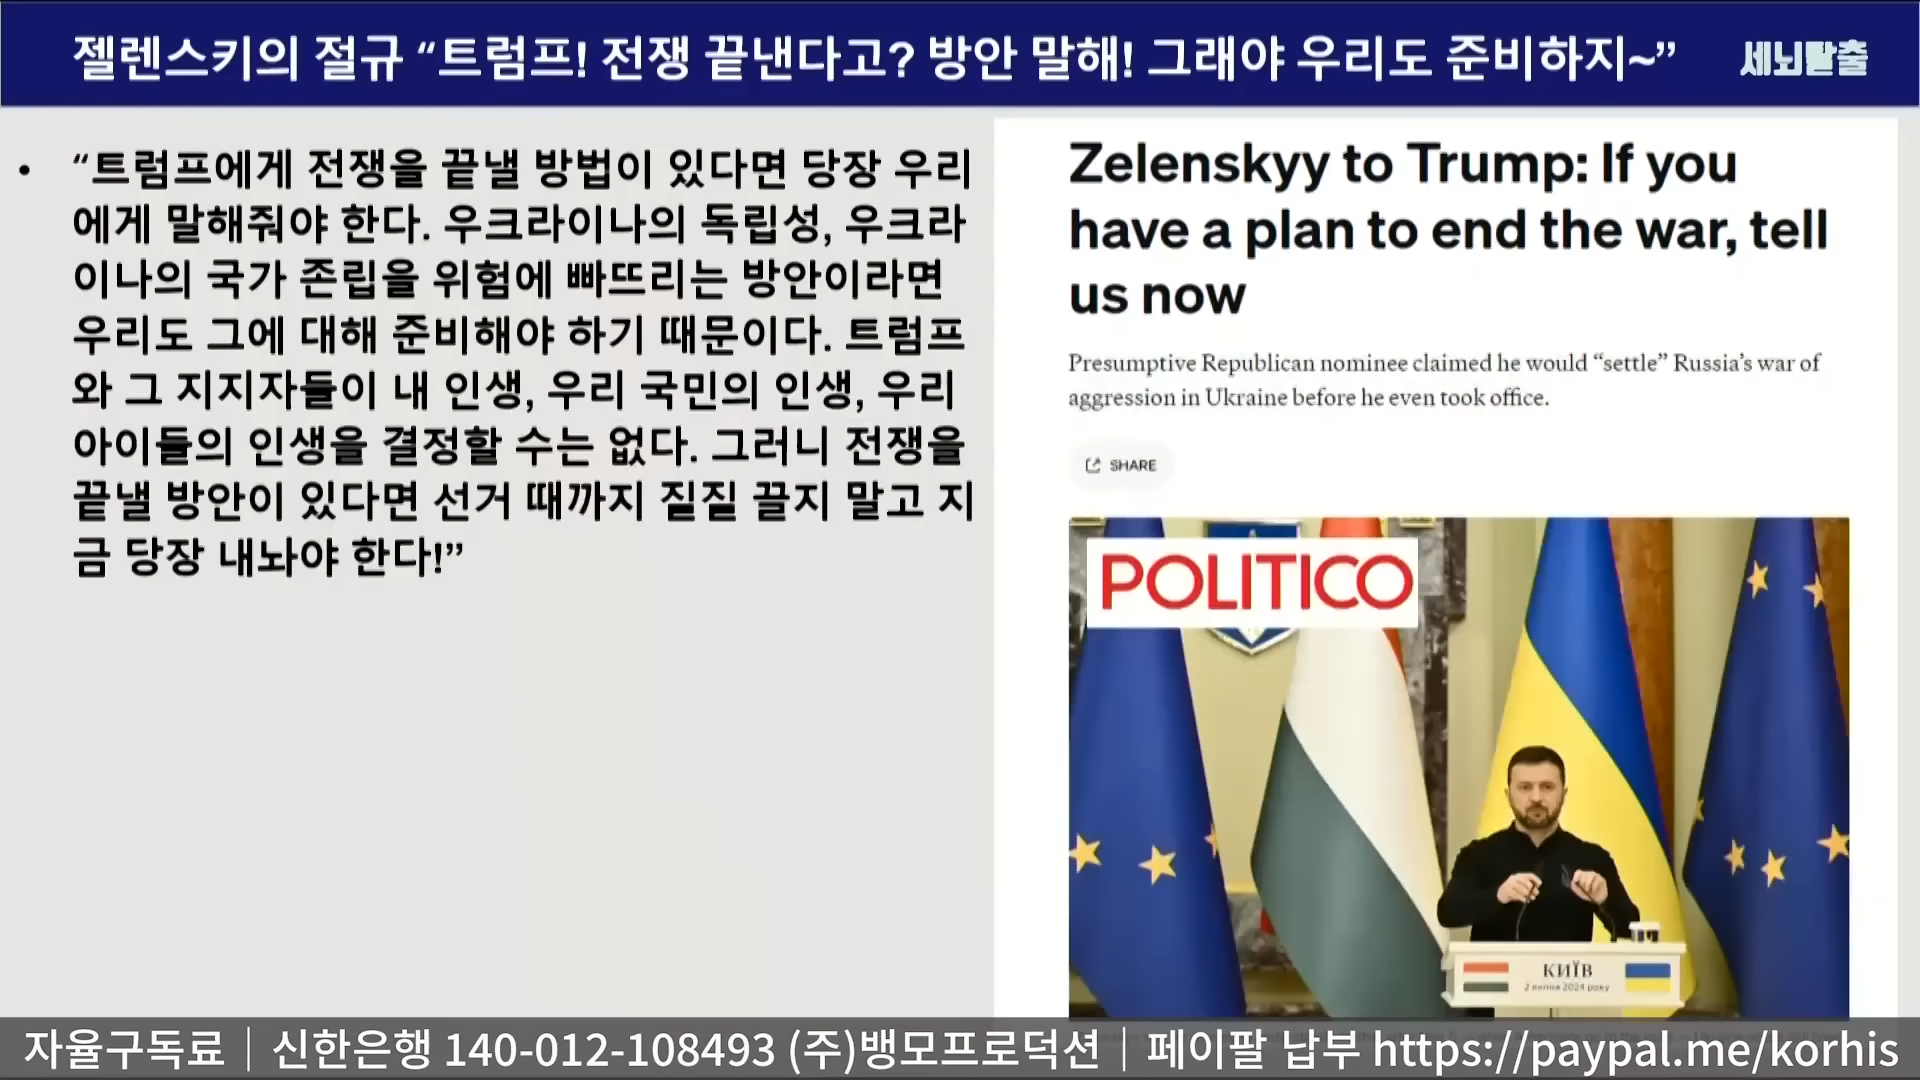 젤렌스키의 절규 “트럼프! 전쟁 끝낸다고? 방안 말해! 그래야 우리도 준비하지~”
세뇌탈출
• “트럼프에게 전쟁을 끝낼 방법이 있다면 당장 우리
에게 말해줘야 한다. 우크라이나의 독립성, 우크라
이나의 국가 존립을 위험에 빠뜨리는 방안이라면
우리도 그에 대해 준비해야 하기 때문이다. 트럼프
와 그 지지자들이 내 인생, 우리 국민의 인생, 우리
아이들의 인생을 결정할 수는 없다. 그러니 전쟁을
끝낼 방안이 있다면 선거 때까지 질질 끌지 말고 지
금 당장 내놔야 한다!”
Zelenskyy to Trump: If you
have a plan to end the war, tell
us now
Presumptive Republican nominee claimed he would “settle” Russia’s war of
aggression in Ukraine before he even took office.
SHARE
POLITICO
КИЇВ
2 липня 2024 року
자율구독료｜신한은행 140-012-108493 (주)뱅모프로덕션｜페이팔 납부 https://paypal.me/korhis